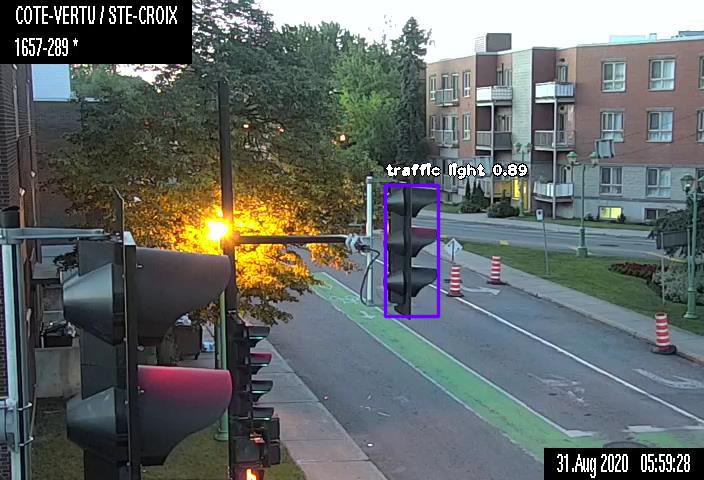 COTE-VERTU / STE-CROIX
1657-289 *
traffic light 0.89
31.Aug 2020 05:59:28